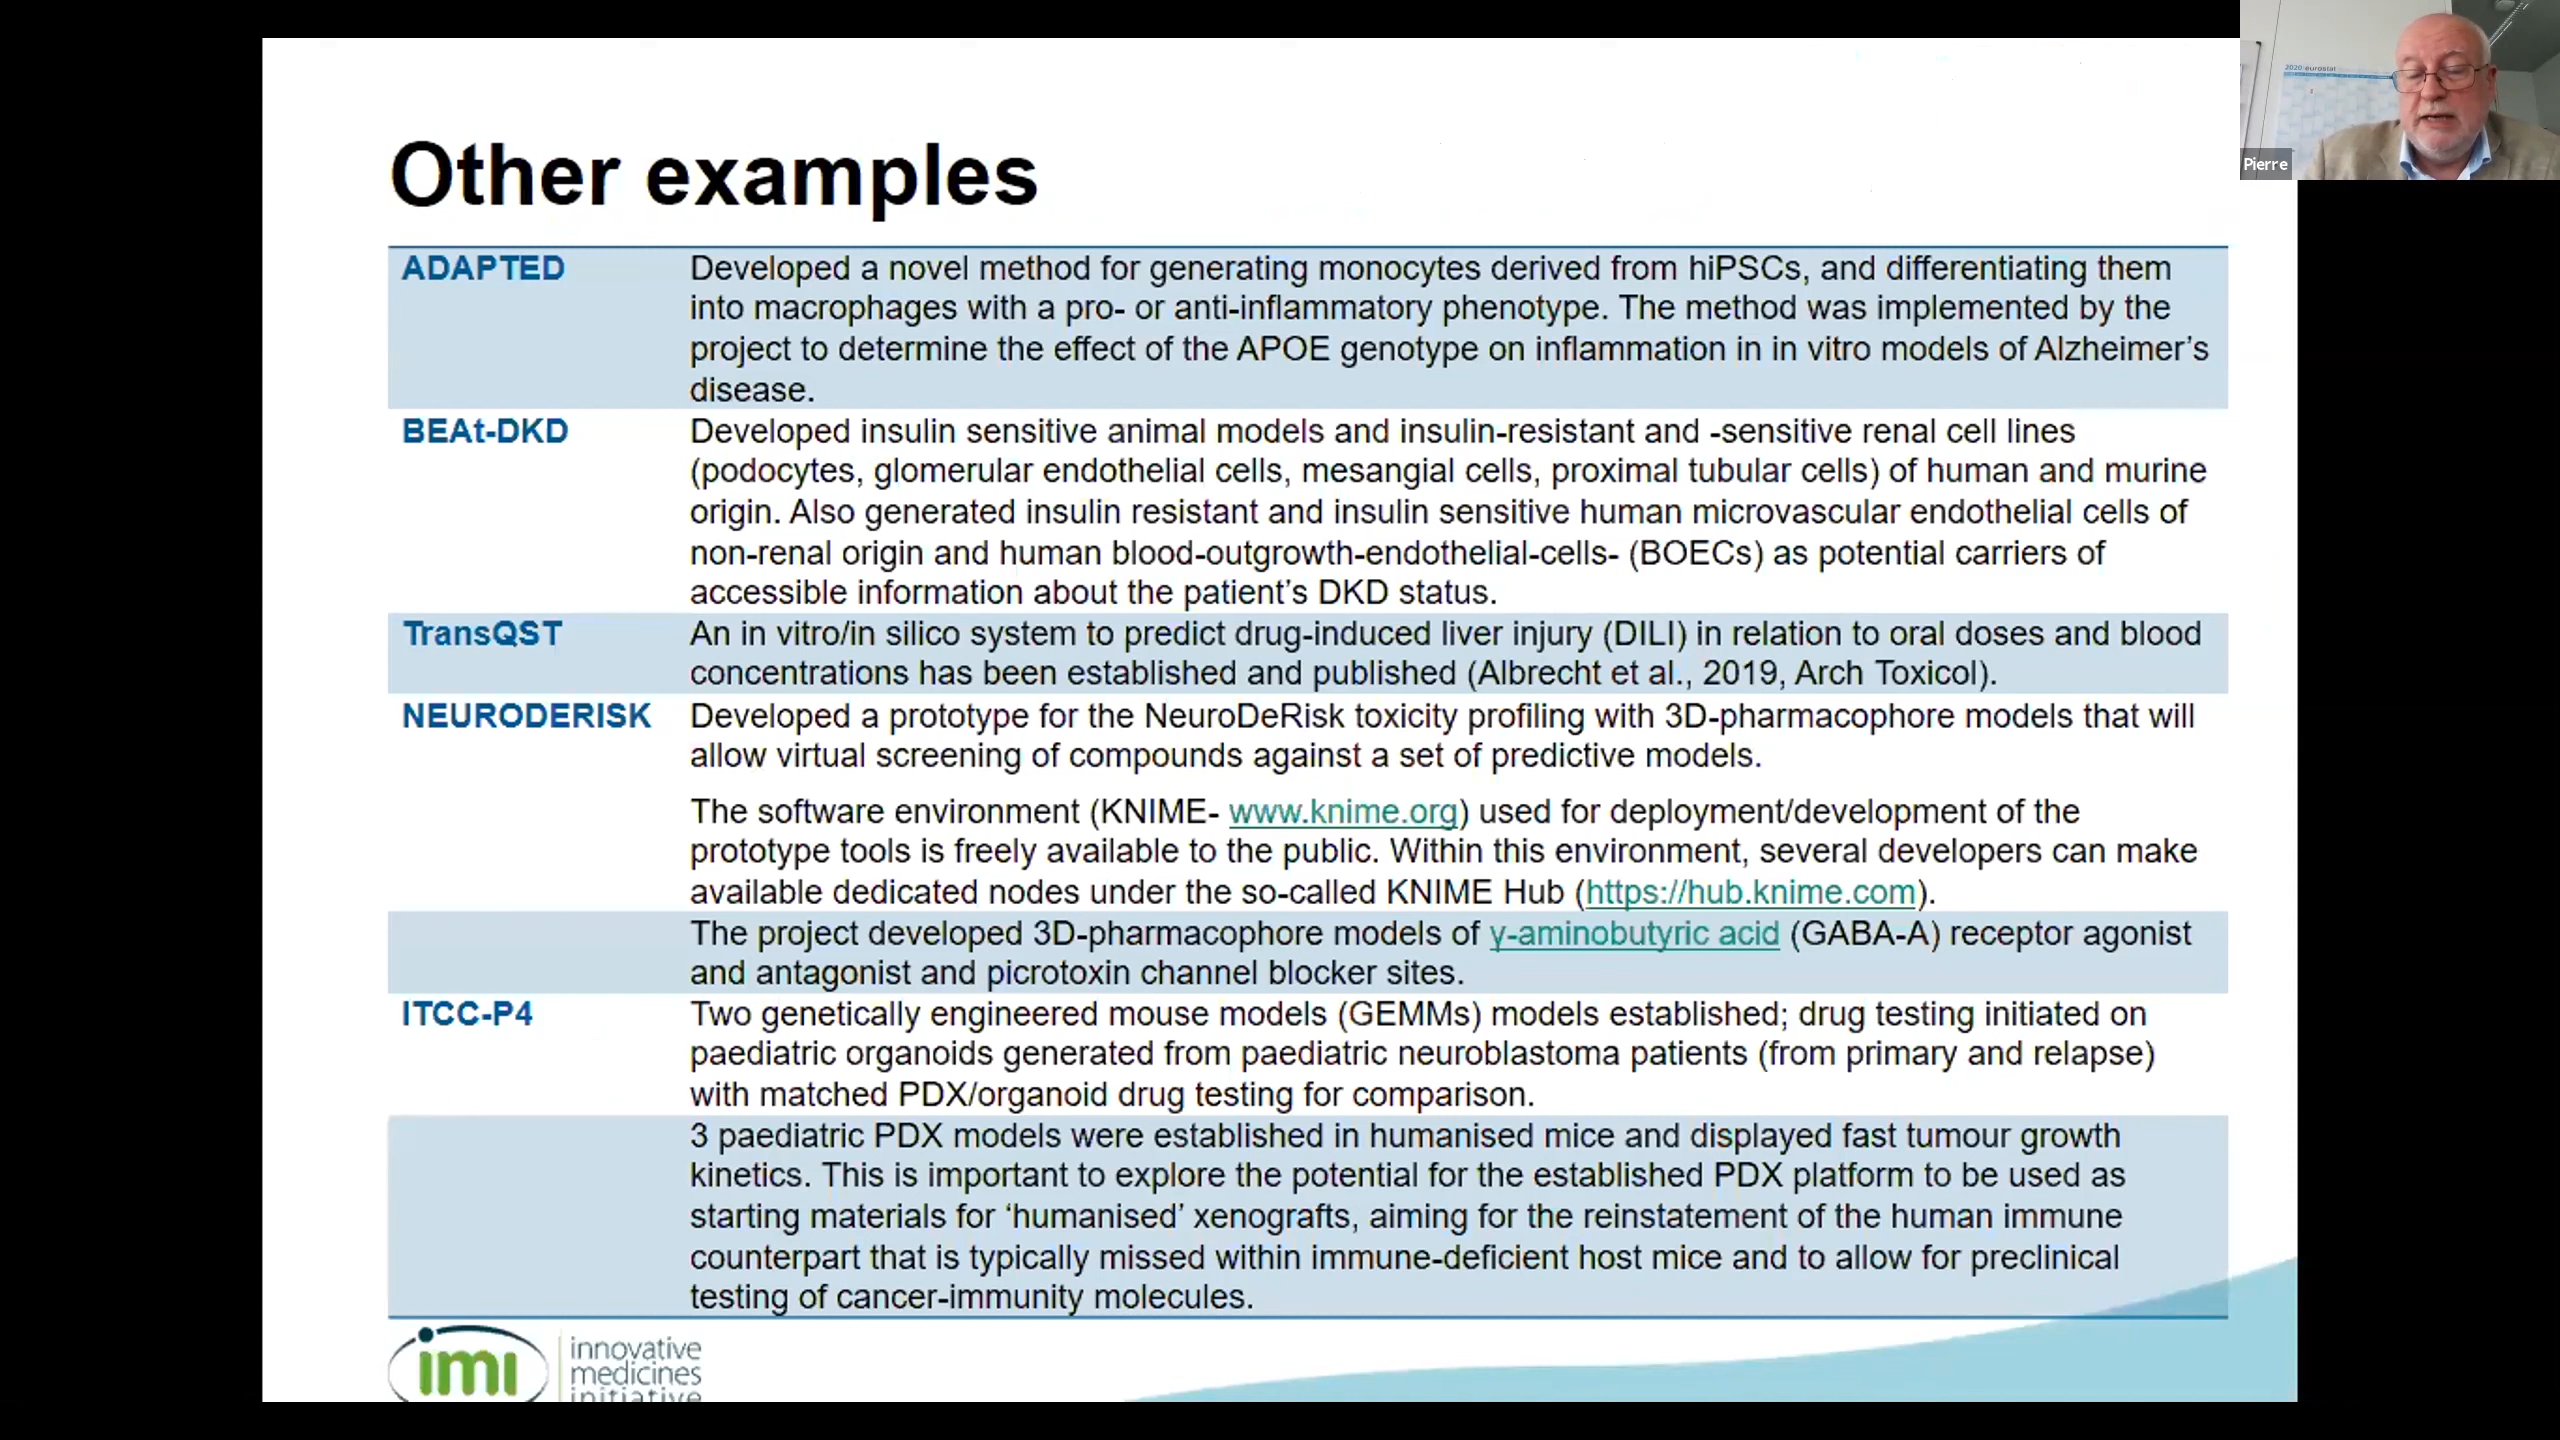 2020 eurostat
Pierre
Other examples
ADAPTED
Developed a novel method for generating monocytes derived from hiPSCs, and differentiating them
into macrophages with a pro- or anti-inflammatory phenotype. The method was implemented by the
project to determine the effect of the APOE genotype on inflammation in in vitro models of Alzheimer’s
disease.
BEAt-DKD
Developed insulin sensitive animal models and insulin-resistant and -sensitive renal cell lines
(podocytes, glomerular endothelial cells, mesangial cells, proximal tubular cells) of human and murine
origin. Also generated insulin resistant and insulin sensitive human microvascular endothelial cells of
non-renal origin and human blood-outgrowth-endothelial-cells- (BOECs) as potential carriers of
accessible information about the patient’s DKD status.
TransQST
An in vitro/in silico system to predict drug-induced liver injury (DILI) in relation to oral doses and blood
concentrations has been established and published (Albrecht et al., 2019, Arch Toxicol).
NEURODERISK
Developed a prototype for the NeuroDeRisk toxicity profiling with 3D-pharmacophore models that will
allow virtual screening of compounds against a set of predictive models.
The software environment (KNIME- www.knime.org) used for deployment/development of the
prototype tools is freely available to the public. Within this environment, several developers can make
available dedicated nodes under the so-called KNIME Hub (https://hub.knime.com).
The project developed 3D-pharmacophore models of γ-aminobutyric acid (GABA-A) receptor agonist
and antagonist and picrotoxin channel blocker sites.
ITCC-P4
Two genetically engineered mouse models (GEMMs) models established; drug testing initiated on
paediatric organoids generated from paediatric neuroblastoma patients (from primary and relapse)
with matched PDX/organoid drug testing for comparison.
3 paediatric PDX models were established in humanised mice and displayed fast tumour growth
kinetics. This is important to explore the potential for the established PDX platform to be used as
starting materials for ‘humanised’ xenografts, aiming for the reinstatement of the human immune
counterpart that is typically missed within immune-deficient host mice and to allow for preclinical
testing of cancer-immunity molecules.
imi
innovative
medicines
initiative